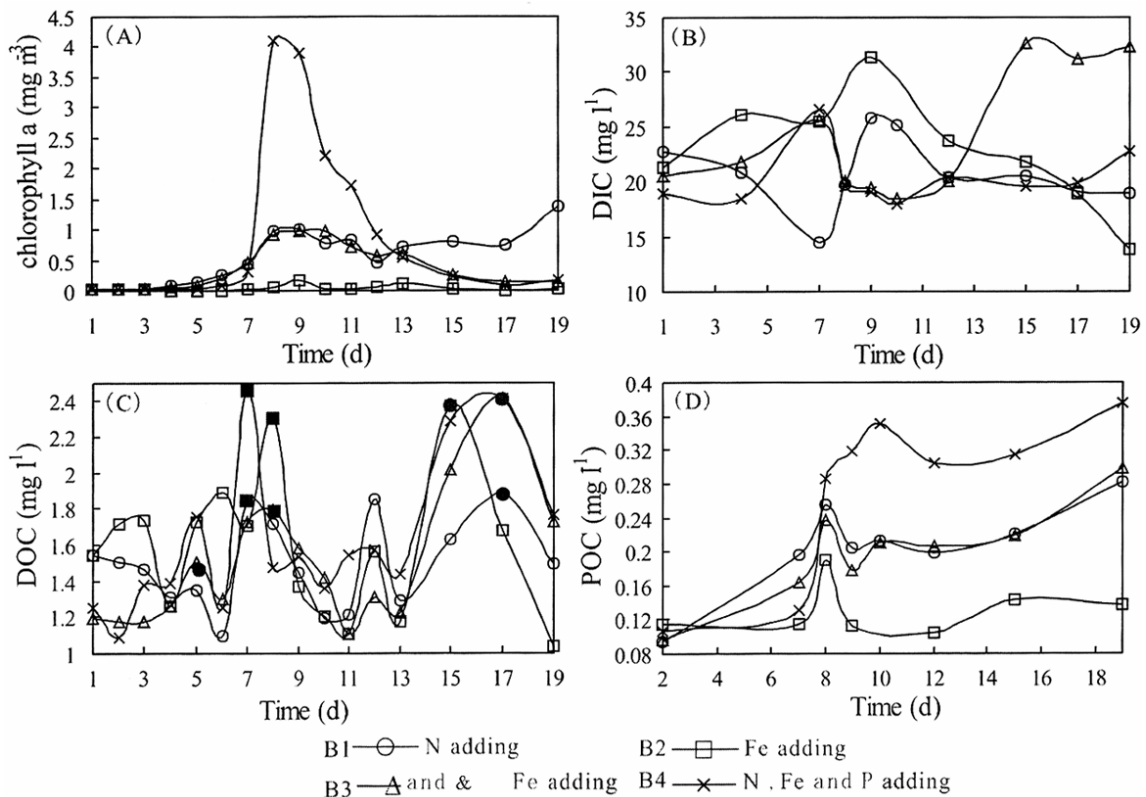 (A)
chlorophyll a (mg m⁻³)
4.5
4
3.5
3
2.5
2
1.5
1
0.5
0
1 3 5 7 9 11 13 15 17 19
Time (d)
(B)
DIC (mg l¹)
35
30
25
20
15
10
1 3 5 7 9 11 13 15 17 19
Time (d)
(C)
DOC (mg l¹)
2.4
2.2
2
1.8
1.6
1.4
1.2
1
1 3 5 7 9 11 13 15 17 19
Time (d)
(D)
POC (mg l¹)
0.4
0.36
0.32
0.28
0.24
0.2
0.16
0.12
0.08
2 4 6 8 10 12 14 16 18
Time (d)
B1 N adding
B2 Fe adding
B3 and & Fe adding
B4 N , Fe and P adding